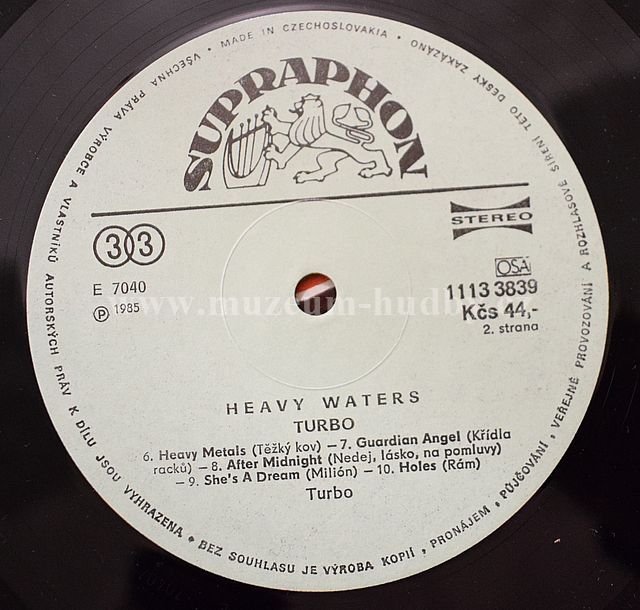 VŠECHNA PRÁVA VÝROBCE A VLASTNÍKŮ AUTORSKÝCH PRÁV K DÍLU JSOU VYHRAZENA • BEZ SOUHLASU JE VÝROBA KOPIÍ, PRONÁJEM, PŮJČOVÁNÍ, VEŘEJNÉ PROVOZOVÁNÍ A ROZHLASOVÉ ŠÍŘENÍ TÉTO DESKY ZAKÁZÁNO • MADE IN CZECHOSLOVAKIA •
SUPRAPHON
33
STEREO
E 7040
Ⓟ 1985
OSA
1113 3839
Kčs 44,-
2. strana
www.muzeum-hudby.cz
HEAVY WATERS
TURBO
6. Heavy Metals (Těžký kov) – 7. Guardian Angel (Křídla
racků) – 8. After Midnight (Nedej, lásko, na pomluvy)
– 9. She's A Dream (Milión) – 10. Holes (Rám)
Turbo